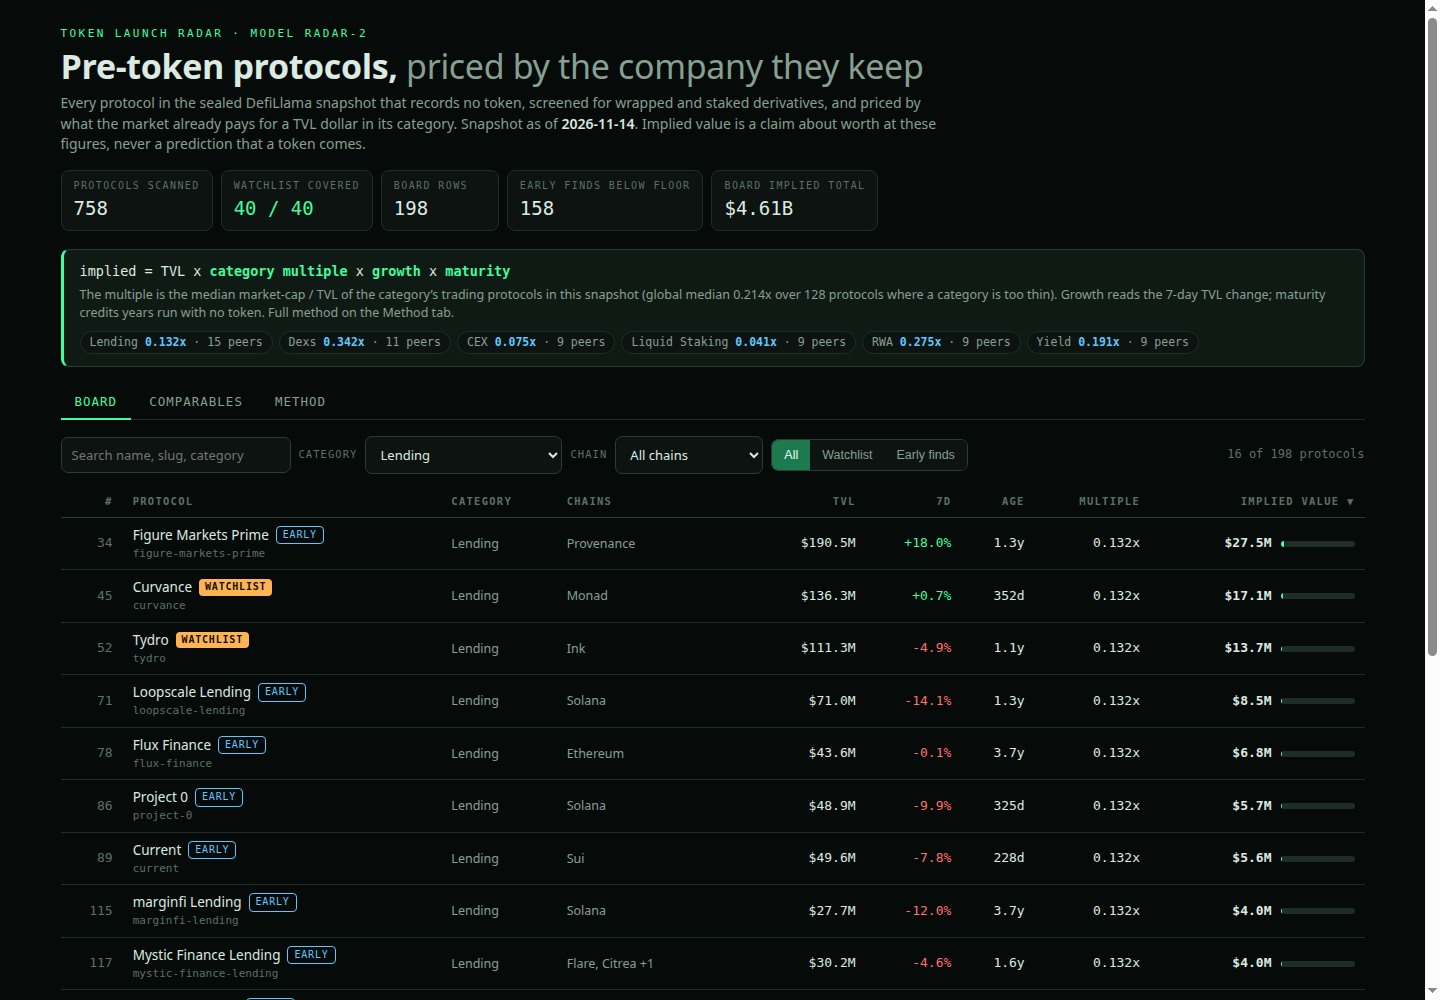 TOKEN LAUNCH RADAR · MODEL RADAR-2
Pre-token protocols, priced by the company they keep
Every protocol in the sealed DefiLlama snapshot that records no token, screened for wrapped and staked derivatives, and priced by
what the market already pays for a TVL dollar in its category. Snapshot as of 2026-11-14. Implied value is a claim about worth at these
figures, never a prediction that a token comes.
PROTOCOLS SCANNED WATCHLIST COVERED BOARD ROWS EARLY FINDS BELOW FLOOR BOARD IMPLIED TOTAL
758 40 / 40 198 158 $4.61B
implied = TVL x category multiple x growth x maturity
The multiple is the median market-cap / TVL of the category's trading protocols in this snapshot (global median 0.214x over 128 protocols where a category is too thin). Growth reads the 7-day TVL change; maturity
credits years run with no token. Full method on the Method tab.
Lending 0.132x · 15 peers Dexs 0.342x · 11 peers CEX 0.075x · 9 peers Liquid Staking 0.041x · 9 peers RWA 0.275x · 9 peers Yield 0.191x · 9 peers
BOARD COMPARABLES METHOD
Search name, slug, category CATEGORY Lending CHAIN All chains All Watchlist Early finds 16 of 198 protocols
# PROTOCOL CATEGORY CHAINS TVL 7D AGE MULTIPLE IMPLIED VALUE ▼
34 Figure Markets Prime EARLY Lending Provenance $190.5M +18.0% 1.3y 0.132x $27.5M
figure-markets-prime
45 Curvance WATCHLIST Lending Monad $136.3M +0.7% 352d 0.132x $17.1M
curvance
52 Tydro WATCHLIST Lending Ink $111.3M -4.9% 1.1y 0.132x $13.7M
tydro
71 Loopscale Lending EARLY Lending Solana $71.0M -14.1% 1.3y 0.132x $8.5M
loopscale-lending
78 Flux Finance EARLY Lending Ethereum $43.6M -0.1% 3.7y 0.132x $6.8M
flux-finance
86 Project 0 EARLY Lending Solana $48.9M -9.9% 325d 0.132x $5.7M
project-0
89 Current EARLY Lending Sui $49.6M -7.8% 228d 0.132x $5.6M
current
115 marginfi Lending EARLY Lending Solana $27.7M -12.0% 3.7y 0.132x $4.0M
marginfi-lending
117 Mystic Finance Lending EARLY Lending Flare, Citrea +1 $30.2M -4.6% 1.6y 0.132x $4.0M
mystic-finance-lending